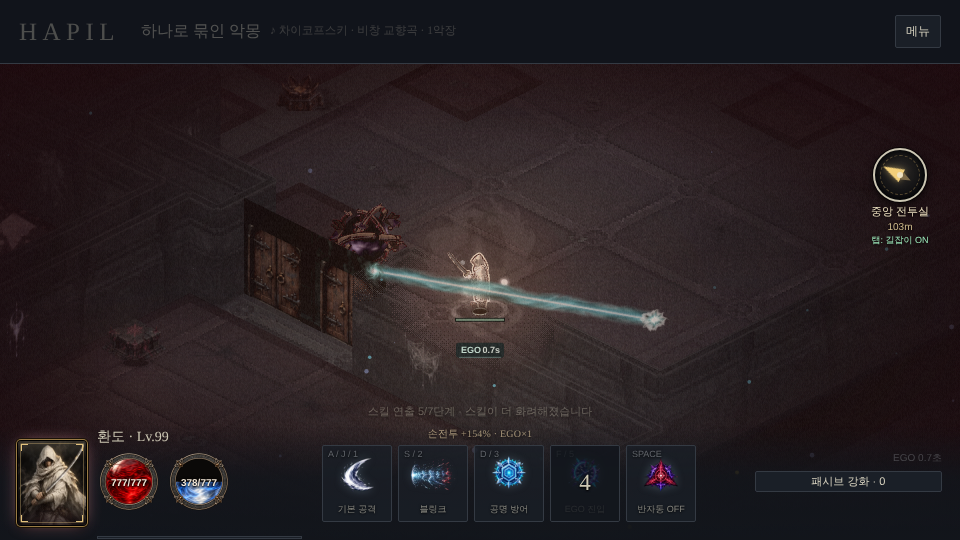 HAPIL
하나로 묶인 악몽 ♪ 차이코프스키 · 비창 교향곡 · 1악장
메뉴
중앙 전투실
103m
탭: 길잡이 ON
EGO 0.7s
스킬 연출 5/7단계 · 스킬이 더 화려해졌습니다
손전투 +154% · EGO×1
환도 · Lv.99
777/777
378/777
A / J / 1
기본 공격
S / 2
블링크
D / 3
공명 방어
4
EGO 진입
SPACE
반자동 OFF
EGO 0.7초
패시브 강화 · 0